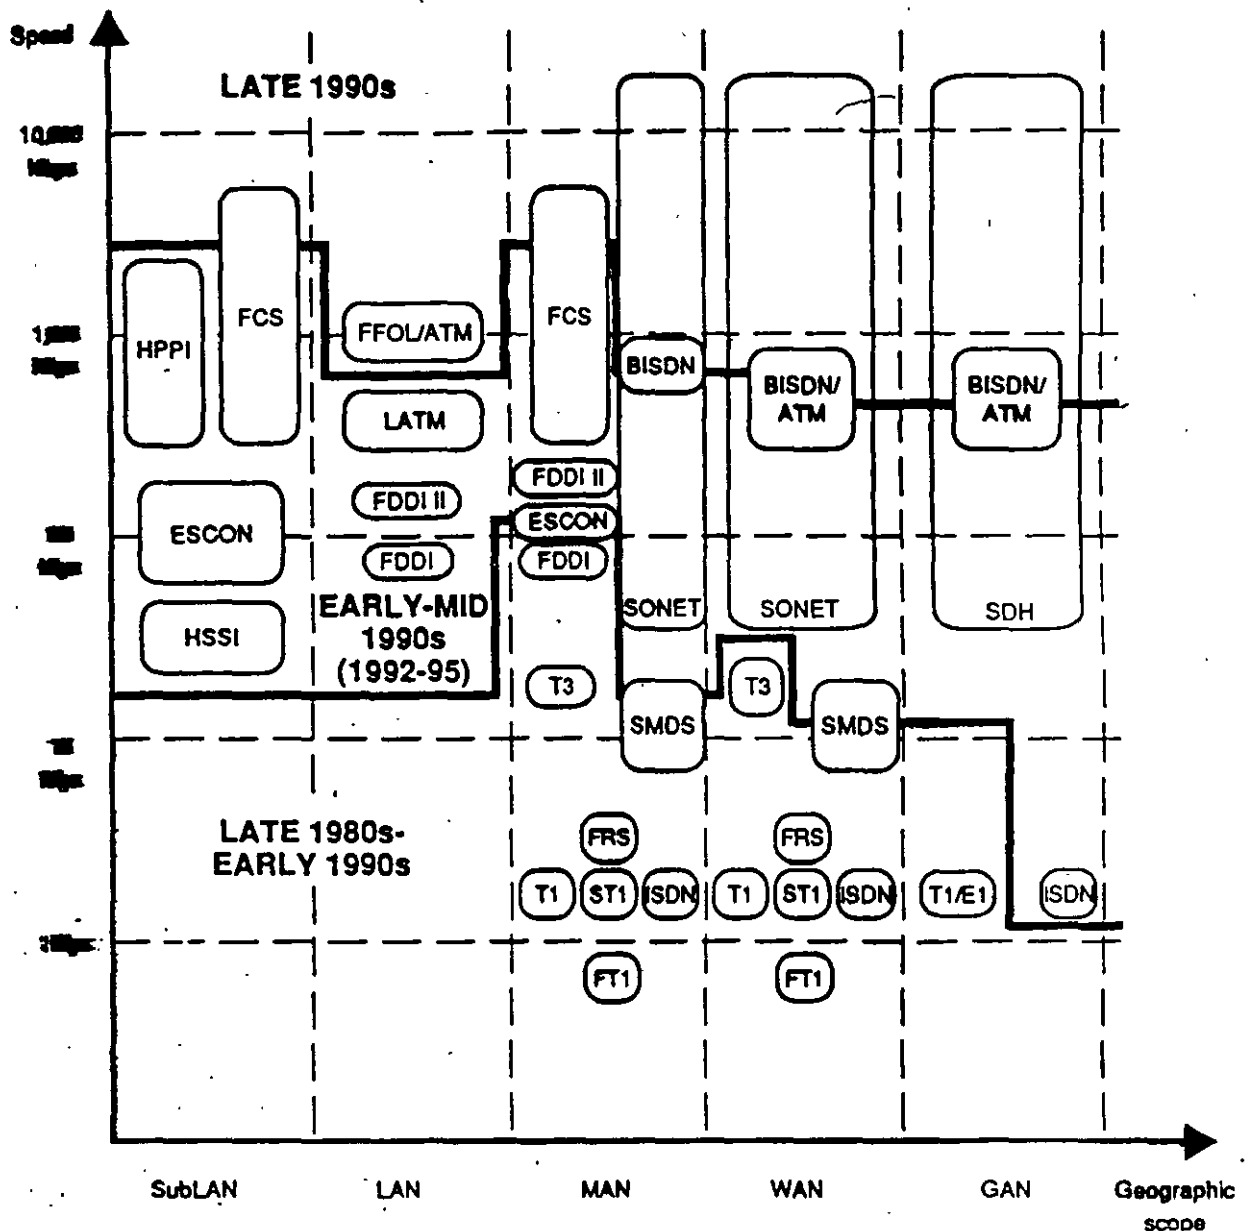 Speed
LATE 1990s
10,000
HPPI
FCS
FFOL/ATM
LATM
FCS
BISDN
BISDN/
ATM
BISDN/
ATM
FDDI II
FDDI II
ESCON
ESCON
FDDI
FDDI
HSSI
EARLY-MID
1990s
(1992-95)
SONET
SONET
SDH
T3
T3
SMDS
SMDS
LATE 1980s-
EARLY 1990s
FRS
FRS
T1
ST1
ISDN
T1
ST1
ISDN
T1/E1
ISDN
FT1
FT1
SubLAN
LAN
MAN
WAN
GAN
Geographic
scope